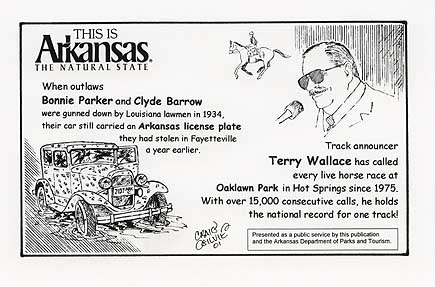 THIS IS
Arkansas.
THE NATURAL STATE
When outlaws
Bonnie Parker and Clyde Barrow
were gunned down by Louisiana lawmen in 1934,
their car still carried an Arkansas license plate
they had stolen in Fayetteville
a year earlier.
Track announcer
Terry Wallace has called
every live horse race at
Oaklawn Park in Hot Springs since 1975.
With over 15,000 consecutive calls, he holds
the national record for one track!
CRAIG
OGILVIE
01
Presented as a public service by this publication
and the Arkansas Department of Parks and Tourism.